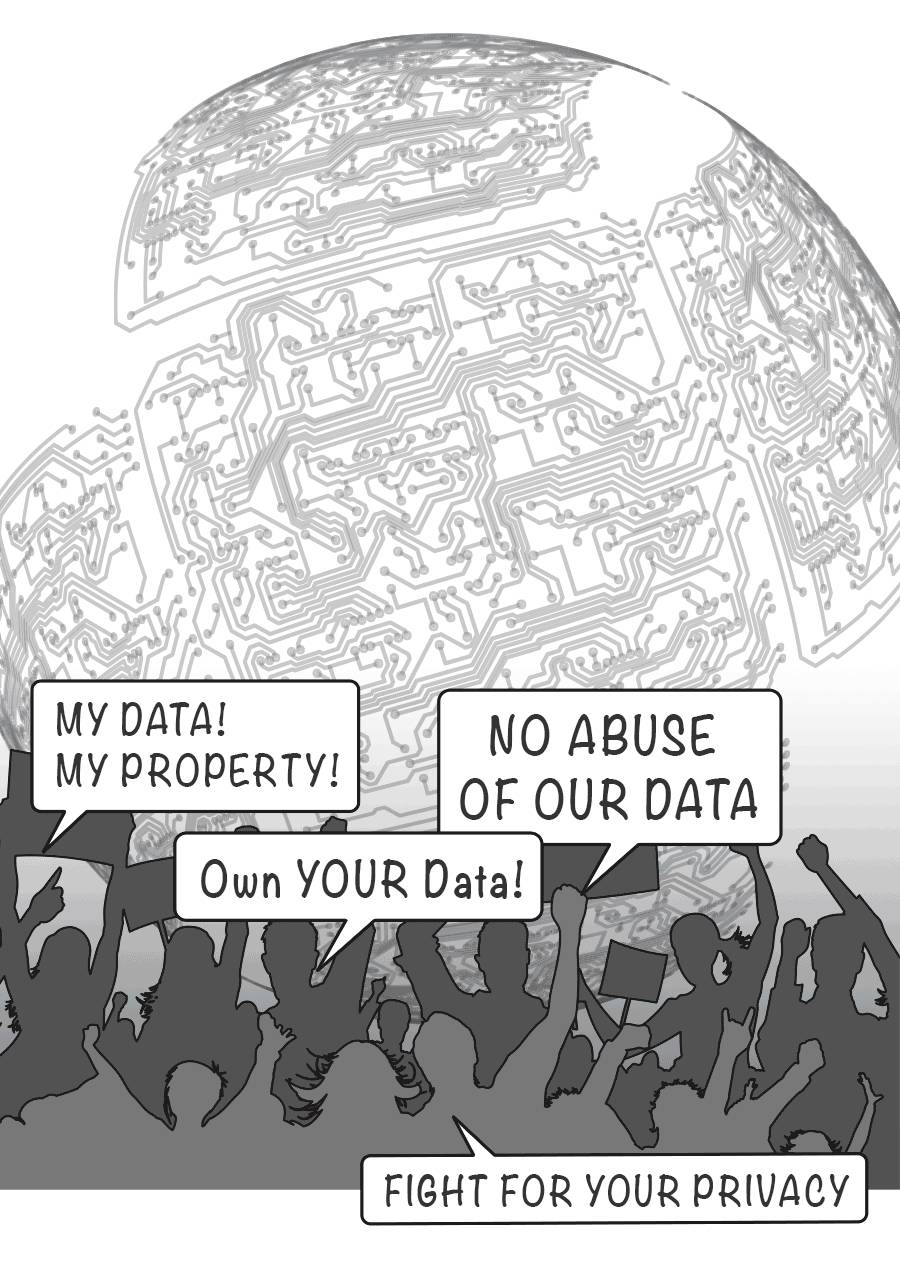 MY DATA!
MY PROPERTY!
NO ABUSE
OF OUR DATA
Own YOUR Data!
FIGHT FOR YOUR PRIVACY